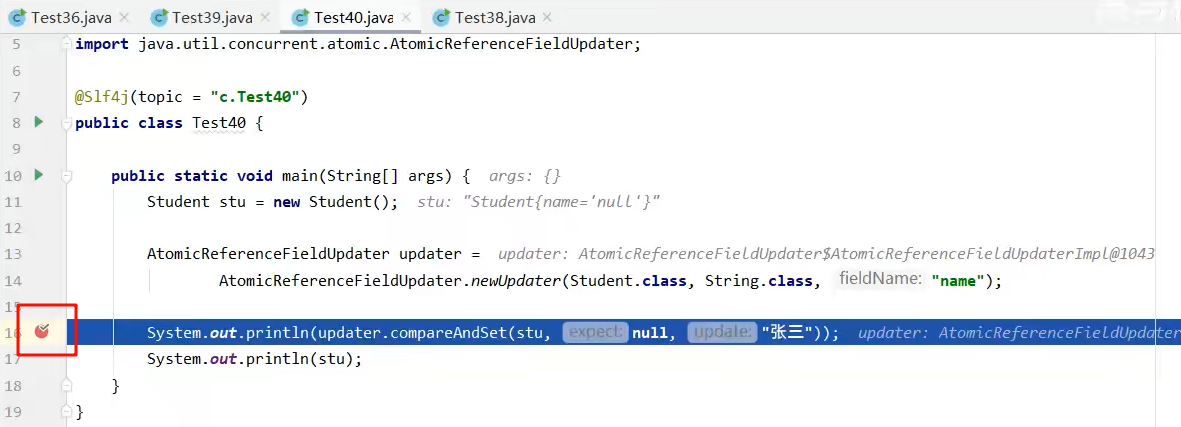 Test36.java × Test39.java × Test40.java × Test38.java ×
5 import java.util.concurrent.atomic.AtomicReferenceFieldUpdater;
6
7 @Slf4j(topic = "c.Test40")
8 public class Test40 {
9
10 public static void main(String[] args) { args: {}
11 Student stu = new Student(); stu: "Student{name='null'}"
12
13 AtomicReferenceFieldUpdater updater = updater: AtomicReferenceFieldUpdater$AtomicReferenceFieldUpdaterImpl@1043
14 AtomicReferenceFieldUpdater.newUpdater(Student.class, String.class, fieldName: "name");
15
16 System.out.println(updater.compareAndSet(stu, expect: null, update: "张三")); updater: AtomicReferenceFieldUpdater
17 System.out.println(stu);
18 }
19 }